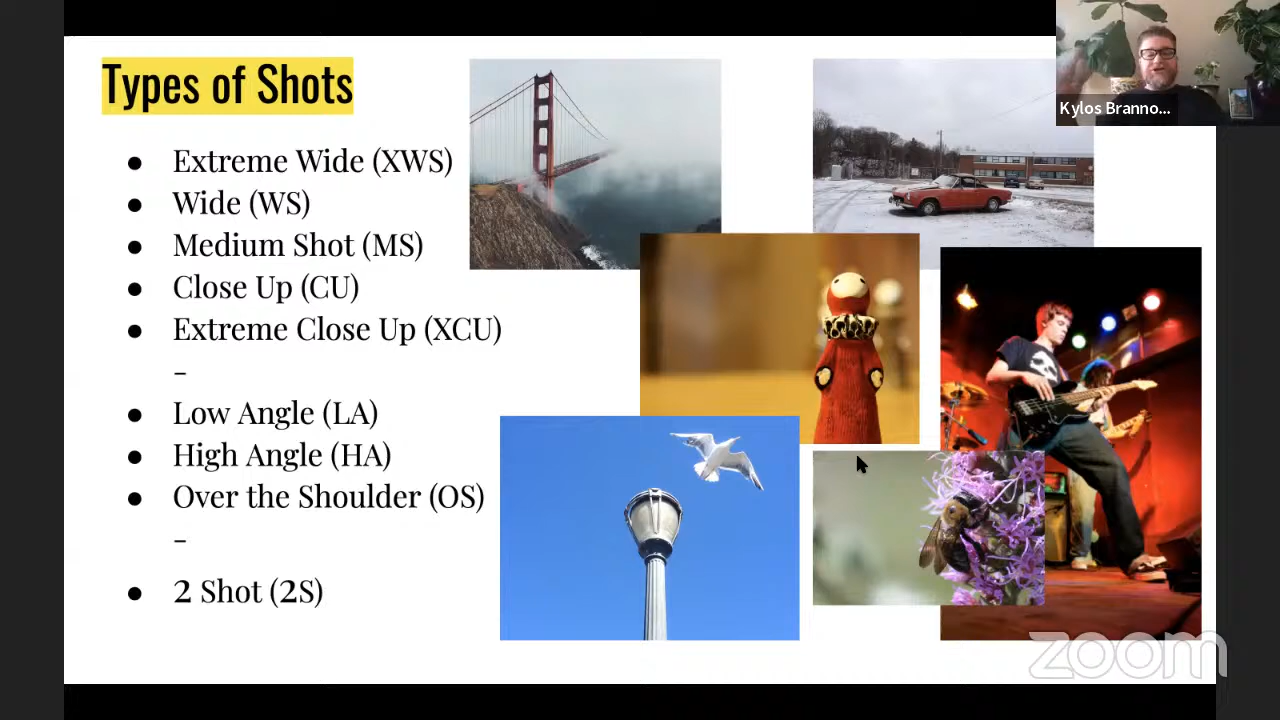 Types of Shots
Extreme Wide (XWS)
Wide (WS)
Medium Shot (MS)
Close Up (CU)
Extreme Close Up (XCU)
–
Low Angle (LA)
High Angle (HA)
Over the Shoulder (OS)
–
2 Shot (2S)
Kylos Branno...
zoom